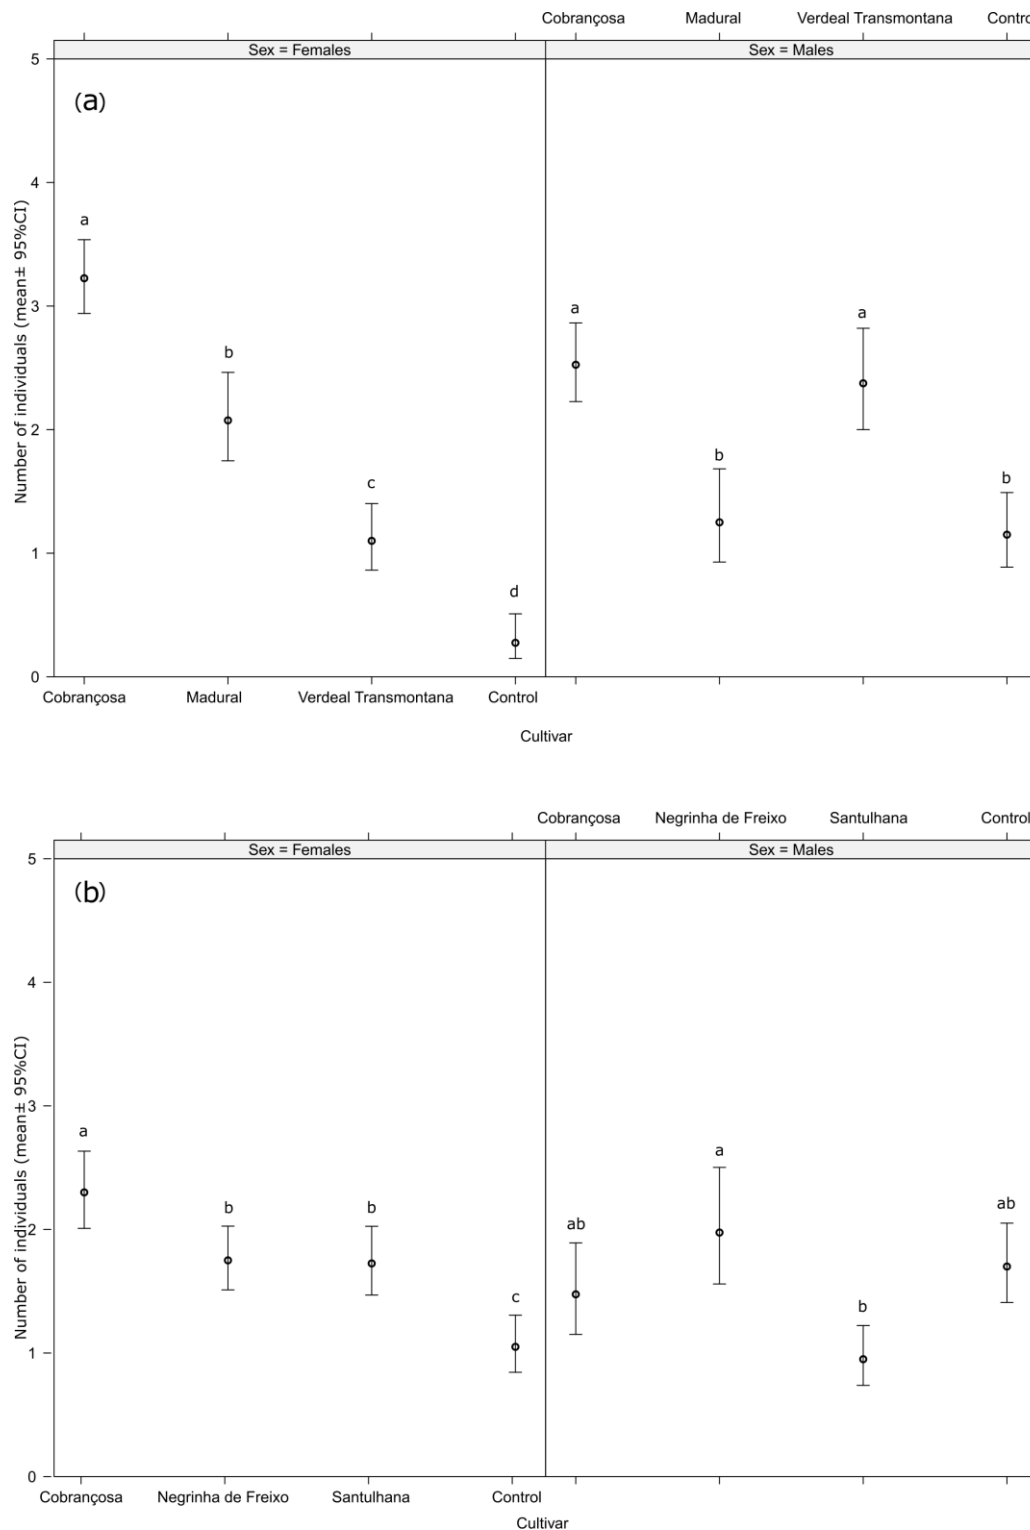 Cobrançosa Madural Verdeal Transmontana Contro
Sex = Females Sex = Males
(a)
Number of individuals (mean± 95%CI)
5
4
3
2
1
0
a
b
c
d
a
b
a
b
Cobrançosa Madural Verdeal Transmontana Control
Cultivar
Cobrançosa Negrinha de Freixo Santulhana Control
Sex = Females Sex = Males
(b)
Number of individuals (mean± 95%CI)
5
4
3
2
1
0
a
b
b
c
ab
a
b
ab
Cobrançosa Negrinha de Freixo Santulhana Control
Cultivar